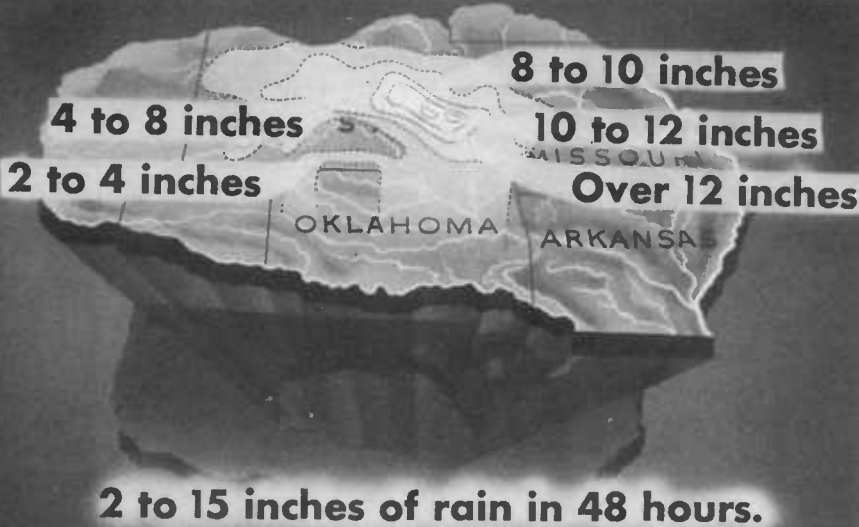 8 to 10 inches
4 to 8 inches
10 to 12 inches
2 to 4 inches
Over 12 inches
OKLAHOMA
ARKANSAS
2 to 15 inches of rain in 48 hours.